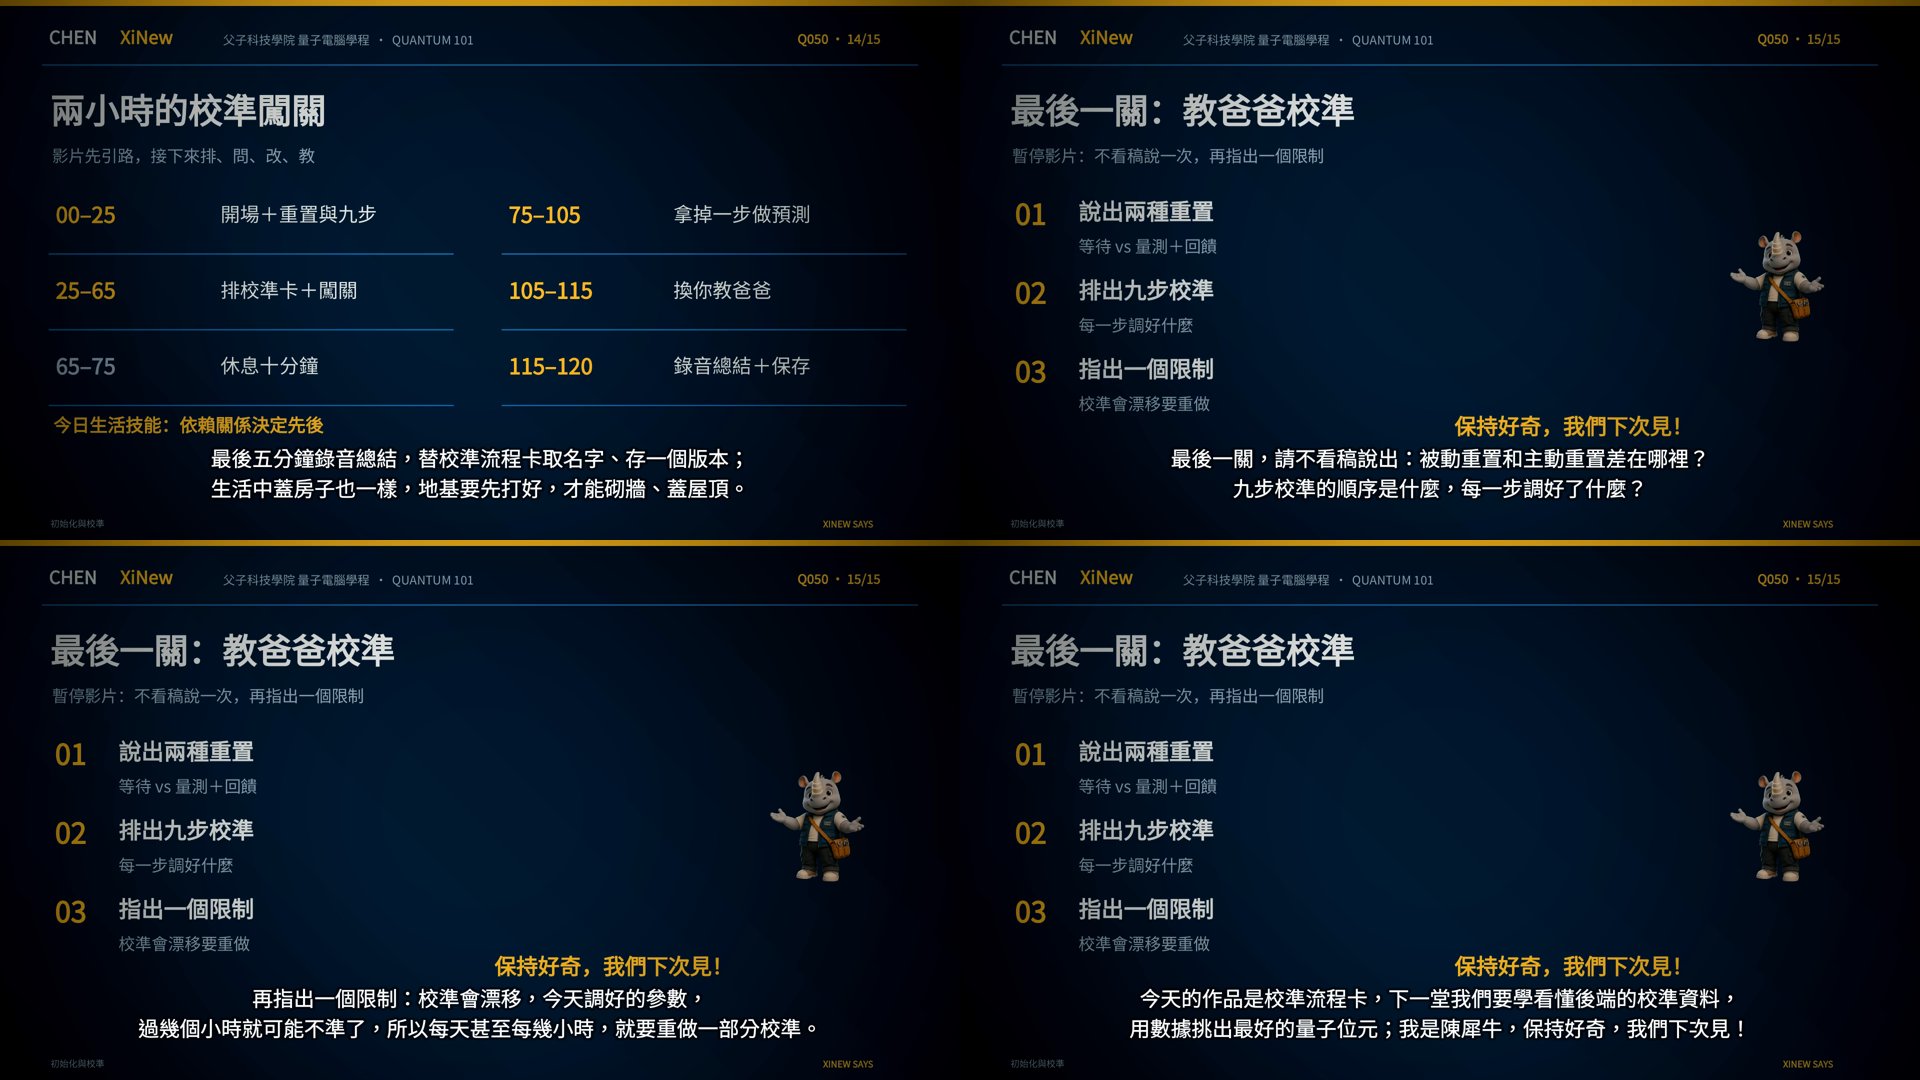 CHEN XiNew 父子科技學院 量子電腦學程 · QUANTUM 101 Q050 · 14/15
兩小時的校準闖關
影片先引路，接下來排、問、改、教
00–25 開場＋重置與九步
75–105 拿掉一步做預測
25–65 排校準卡＋闖關
105–115 換你教爸爸
65–75 休息十分鐘
115–120 錄音總結＋保存
今日生活技能：依賴關係決定先後
最後五分鐘錄音總結，替校準流程卡取名字、存一個版本；
生活中蓋房子也一樣，地基要先打好，才能砌牆、蓋屋頂。
初始化與校準 XINEW SAYS
CHEN XiNew 父子科技學院 量子電腦學程 · QUANTUM 101 Q050 · 15/15
最後一關：教爸爸校準
暫停影片：不看稿說一次，再指出一個限制
01 說出兩種重置
等待 vs 量測＋回饋
02 排出九步校準
每一步調好什麼
03 指出一個限制
校準會漂移要重做
保持好奇，我們下次見！
最後一關，請不看稿說出：被動重置和主動重置差在哪裡？
九步校準的順序是什麼，每一步調好了什麼？
初始化與校準 XINEW SAYS
CHEN XiNew 父子科技學院 量子電腦學程 · QUANTUM 101 Q050 · 15/15
最後一關：教爸爸校準
暫停影片：不看稿說一次，再指出一個限制
01 說出兩種重置
等待 vs 量測＋回饋
02 排出九步校準
每一步調好什麼
03 指出一個限制
校準會漂移要重做
保持好奇，我們下次見！
再指出一個限制：校準會漂移，今天調好的參數，
過幾個小時就可能不準了，所以每天甚至每幾小時，就要重做一部分校準。
初始化與校準 XINEW SAYS
CHEN XiNew 父子科技學院 量子電腦學程 · QUANTUM 101 Q050 · 15/15
最後一關：教爸爸校準
暫停影片：不看稿說一次，再指出一個限制
01 說出兩種重置
等待 vs 量測＋回饋
02 排出九步校準
每一步調好什麼
03 指出一個限制
校準會漂移要重做
保持好奇，我們下次見！
今天的作品是校準流程卡，下一堂我們要學看懂後端的校準資料，
用數據挑出最好的量子位元；我是陳犀牛，保持好奇，我們下次見！
初始化與校準 XINEW SAYS